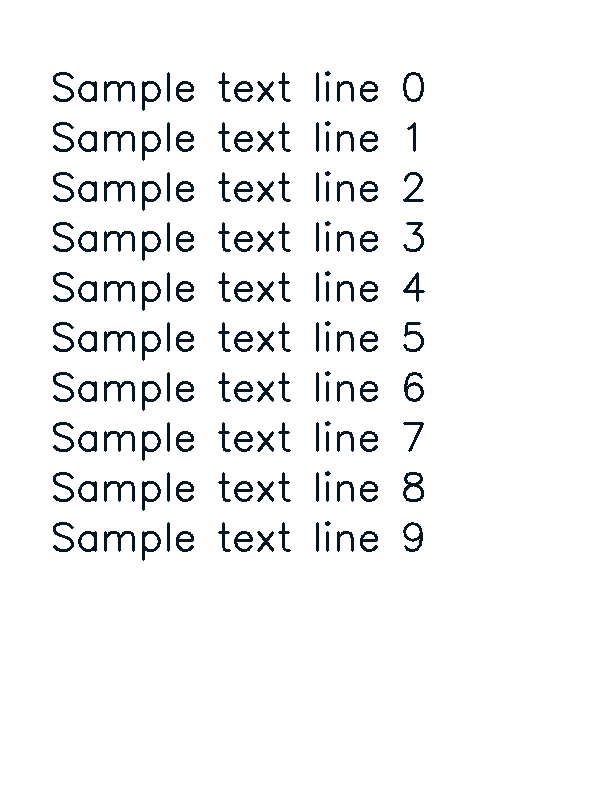 Sample text line 0
Sample text line 1
Sample text line 2
Sample text line 3
Sample text line 4
Sample text line 5
Sample text line 6
Sample text line 7
Sample text line 8
Sample text line 9